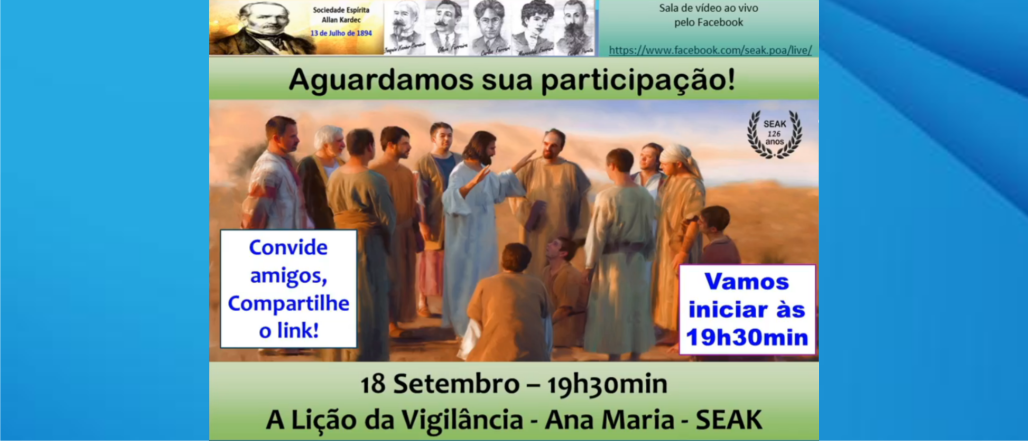 Sociedade Espírita
Allan Kardec
13 de Julho de 1894
Sala de vídeo ao vivo
pelo Facebook
https://www.facebook.com/seak.poa/live/
Aguardamos sua participação!
SEAK
126
anos
Convide
amigos,
Compartilhe
o link!
Vamos
iniciar às
19h30min
18 Setembro – 19h30min
A Lição da Vigilância - Ana Maria - SEAK